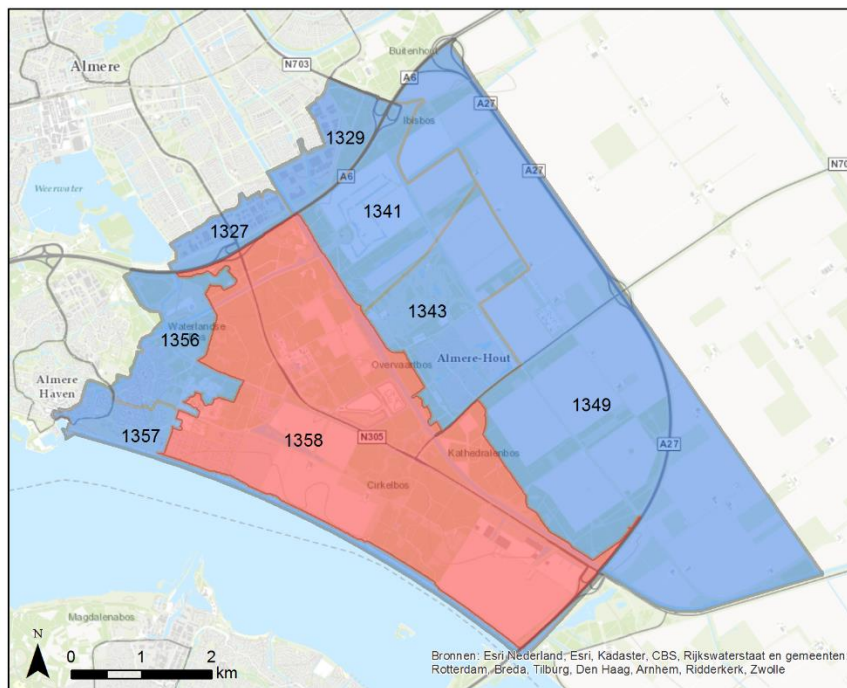 Buitenhout
Almere
N703
A6
A27
Ibisbos
1329
A27
N70
A6
Weerwater
1341
1327
1343
1356
Overvaartbos
Almere-Hout
Almere
Haven
1349
1357
1358
N305
A27
Kathedralenbos
Cirkelbos
Magdalenabos
N
0 1 2
km
Bronnen: Esri Nederland, Esri, Kadaster, CBS, Rijkswaterstaat en gemeenten:
Rotterdam, Breda, Tilburg, Den Haag, Arnhem, Ridderkerk, Zwolle